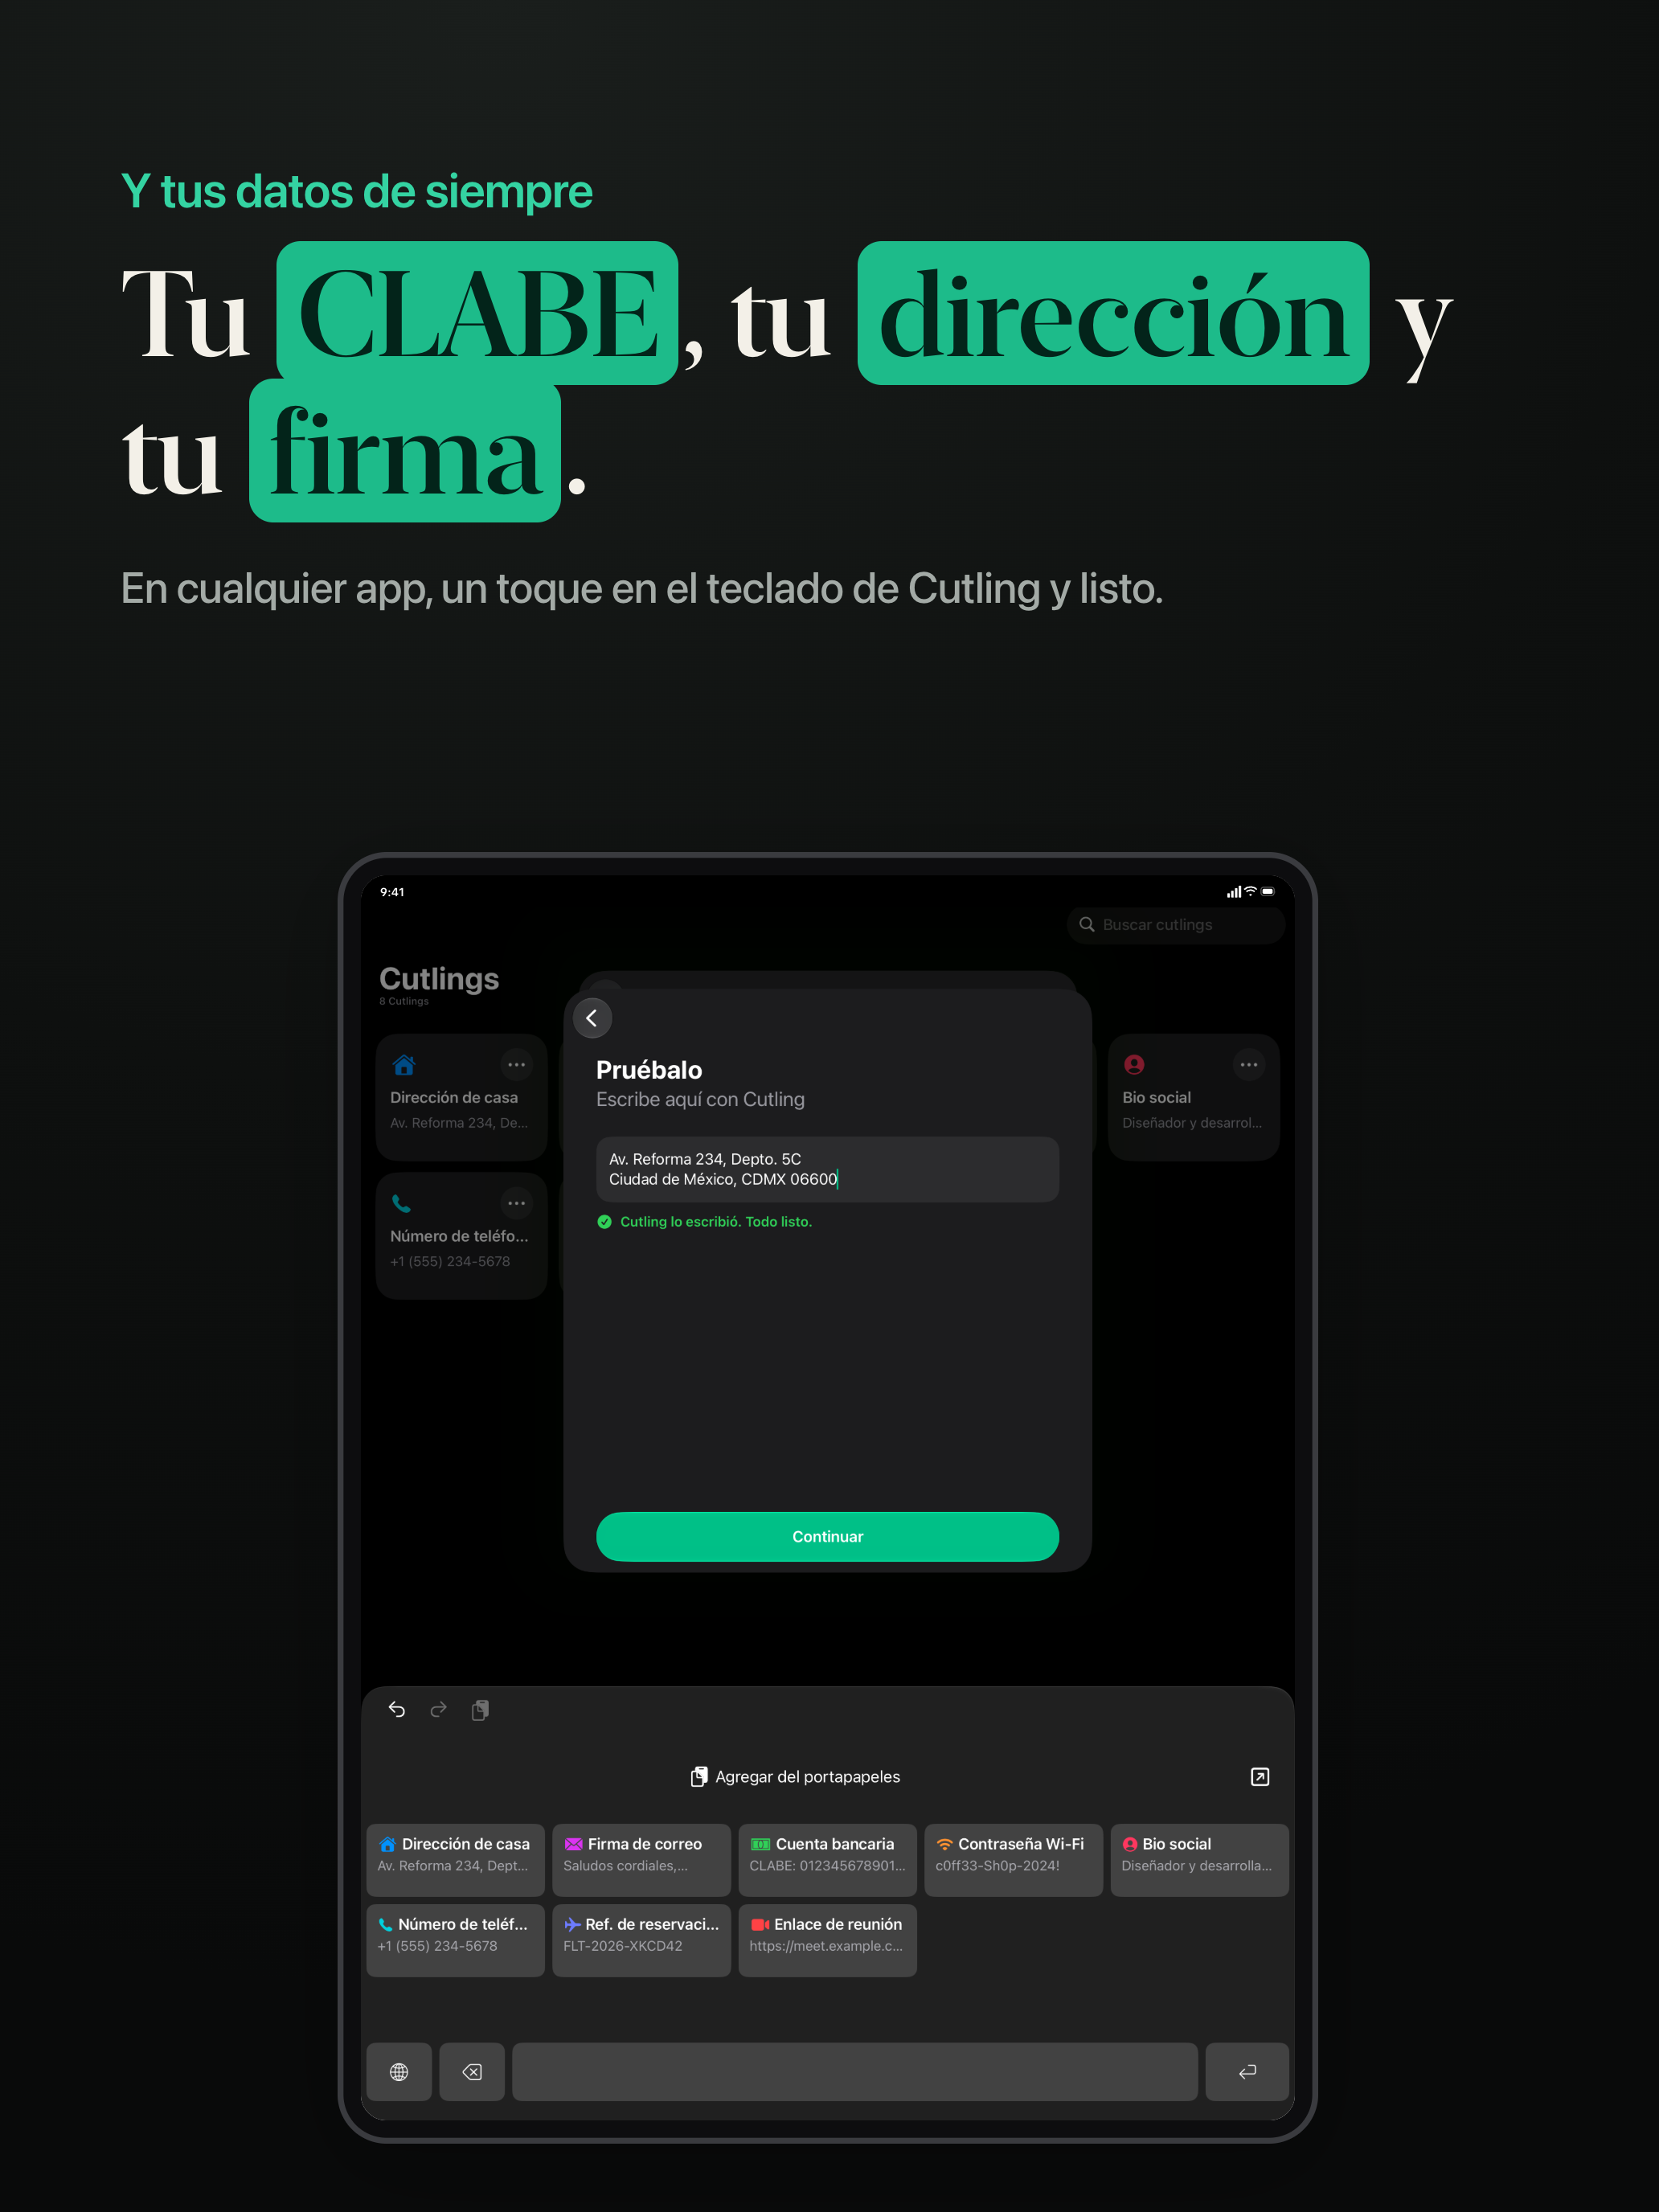 Y tus datos de siempre
Tu CLABE, tu dirección y
tu firma.
En cualquier app, un toque en el teclado de Cutling y listo.
9:41
Buscar cutlings
Cutlings
8 Cutlings
Dirección de casa
Av. Reforma 234, De...
Número de teléfo...
+1 (555) 234-5678
Bio social
Diseñador y desarrol...
Pruébalo
Escribe aquí con Cutling
Av. Reforma 234, Depto. 5C
Ciudad de México, CDMX 06600
Cutling lo escribió. Todo listo.
Continuar
Agregar del portapapeles
Dirección de casa
Av. Reforma 234, Dept...
Firma de correo
Saludos cordiales,...
Cuenta bancaria
CLABE: 012345678901...
Contraseña Wi-Fi
c0ff33-Sh0p-2024!
Bio social
Diseñador y desarrolla...
Número de teléf...
+1 (555) 234-5678
Ref. de reservaci...
FLT-2026-XKCD42
Enlace de reunión
https://meet.example.c...